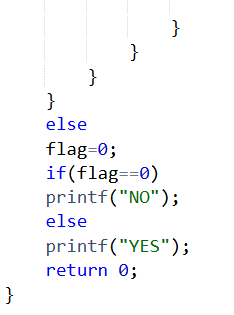 }
}
}
}
else
flag=0;
if(flag==0)
printf("NO");
else
printf("YES");
return 0;
}